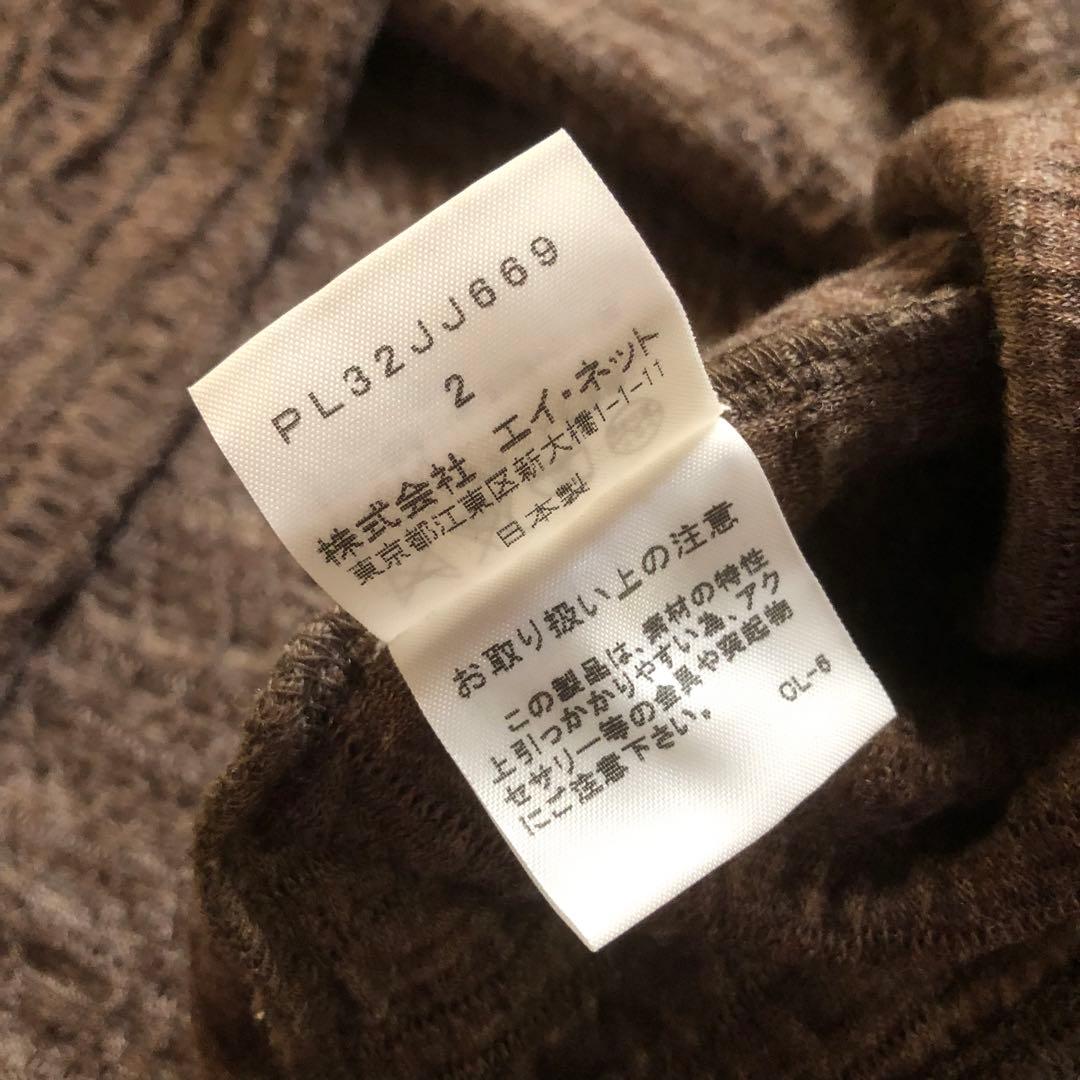 PL32JJ669
2
株式会社 エイ・ネット
東京都江東区新大橋1-1-11
日本製
お取り扱い上の注意
この製品は、素材の特性
上引っかかりやすい為、アク
セサリー等の金具や突起物
にご注意下さい。
OL-6